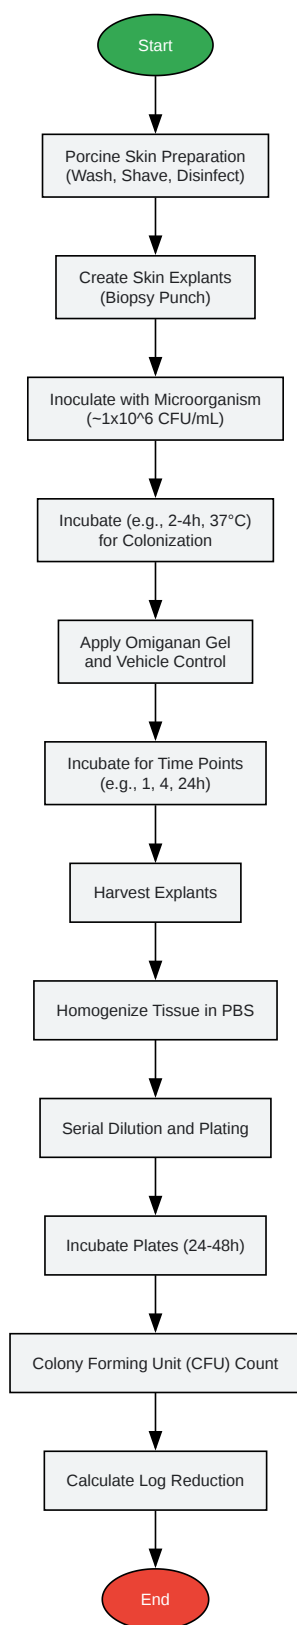 Start
Porcine Skin Preparation
(Wash, Shave, Disinfect)
Create Skin Explants
(Biopsy Punch)
Inoculate with Microorganism
(~1x10^6 CFU/mL)
Incubate (e.g., 2-4h, 37°C)
for Colonization
Apply Omiganan Gel
and Vehicle Control
Incubate for Time Points
(e.g., 1, 4, 24h)
Harvest Explants
Homogenize Tissue in PBS
Serial Dilution and Plating
Incubate Plates (24-48h)
Colony Forming Unit (CFU) Count
Calculate Log Reduction
End